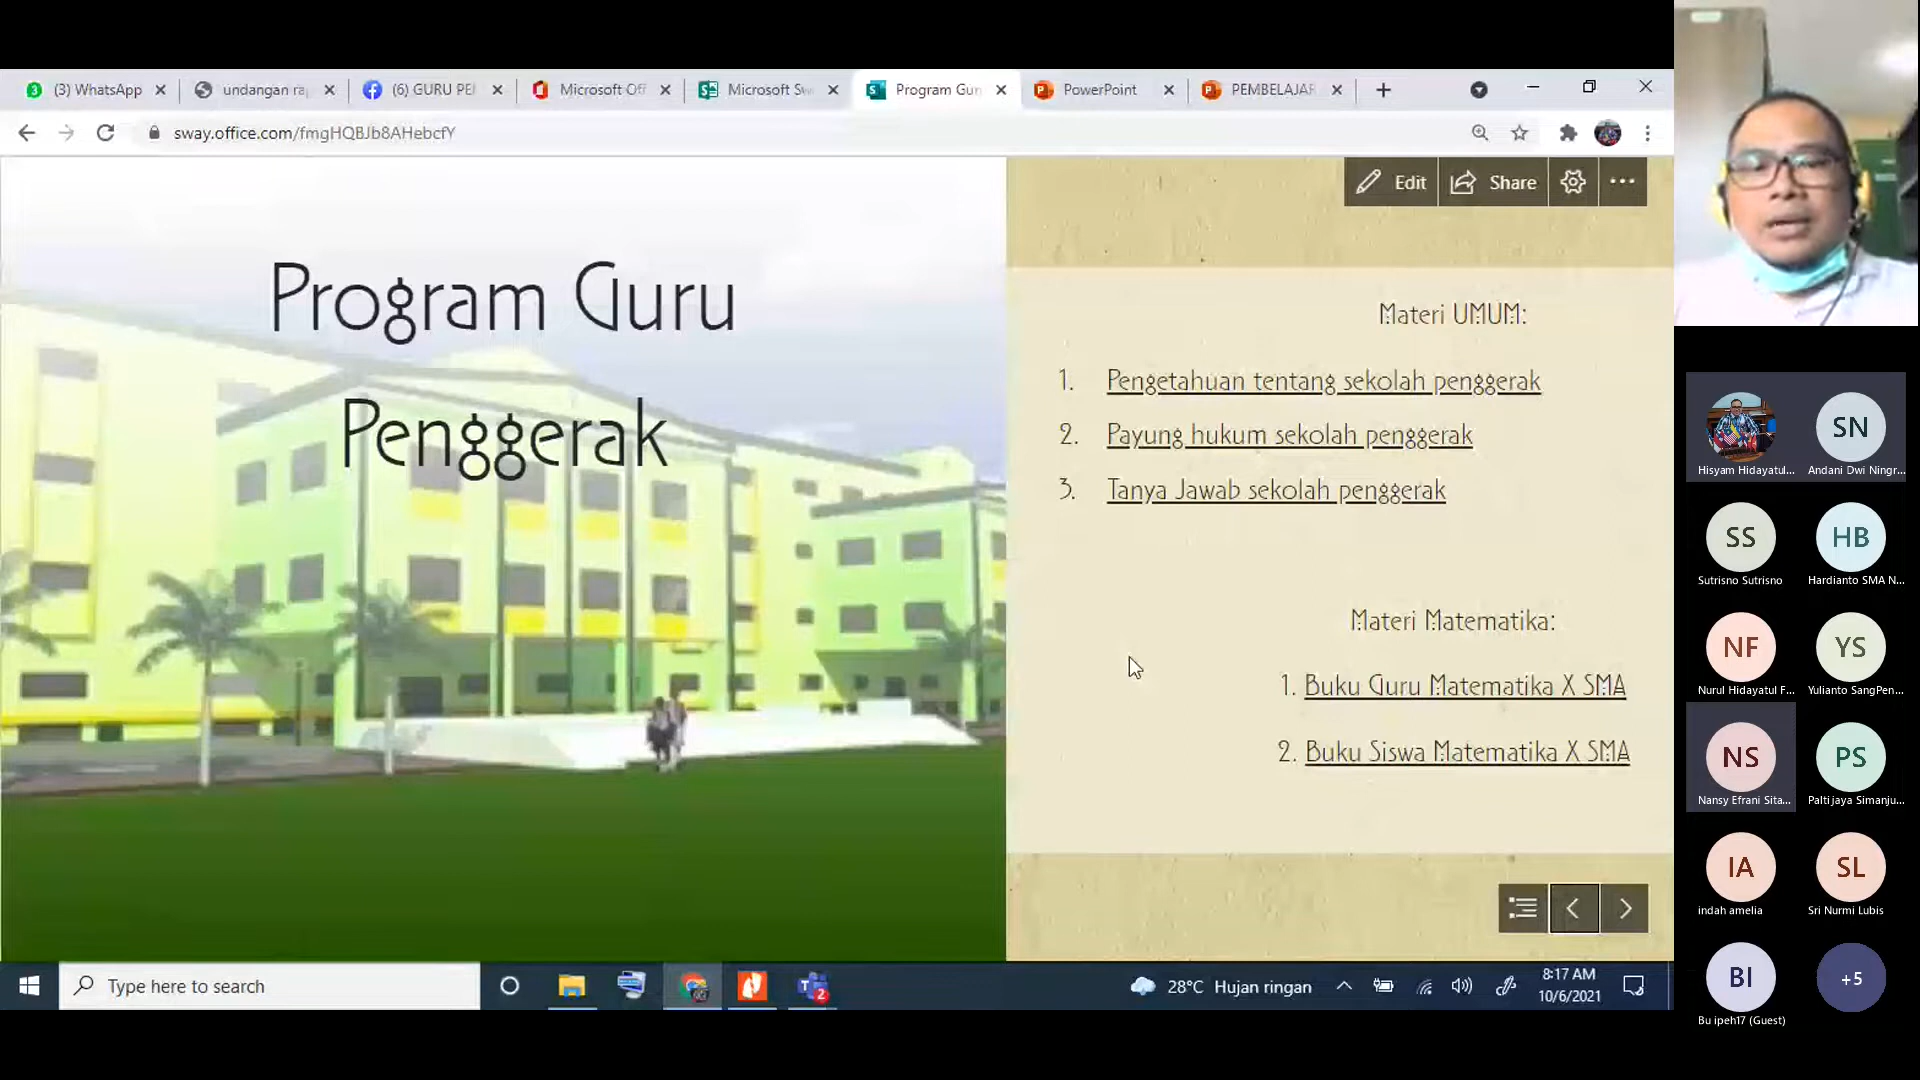 (3) WhatsApp
undangan ra
(6) GURU PE
Microsoft Off
Microsoft Sw
Program Gur
PowerPoint
PEMBELAJAR
sway.office.com/fmgHQBJb8AHebcfY
Edit
Share
Program Guru
Penggerak
Materi UMUM:
1. Pengetahuan tentang sekolah penggerak
2. Payung hukum sekolah penggerak
3. Tanya Jawab sekolah penggerak
Materi Matematika:
1. Buku Guru Matematika X SMA
2. Buku Siswa Matematika X SMA
Type here to search
2
28°C Hujan ringan
8:17 AM
10/6/2021
Hisyam Hidayatul...
SN
Andani Dwi Ningr...
SS
Sutrisno Sutrisno
HB
Hardianto SMA N...
NF
Nurul Hidayatul F...
YS
Yulianto SangPen...
NS
Nansy Efrani Sita...
PS
Palti jaya Simanju...
IA
indah amelia
SL
Sri Nurmi Lubis
BI
Bu ipeh17 (Guest)
+5